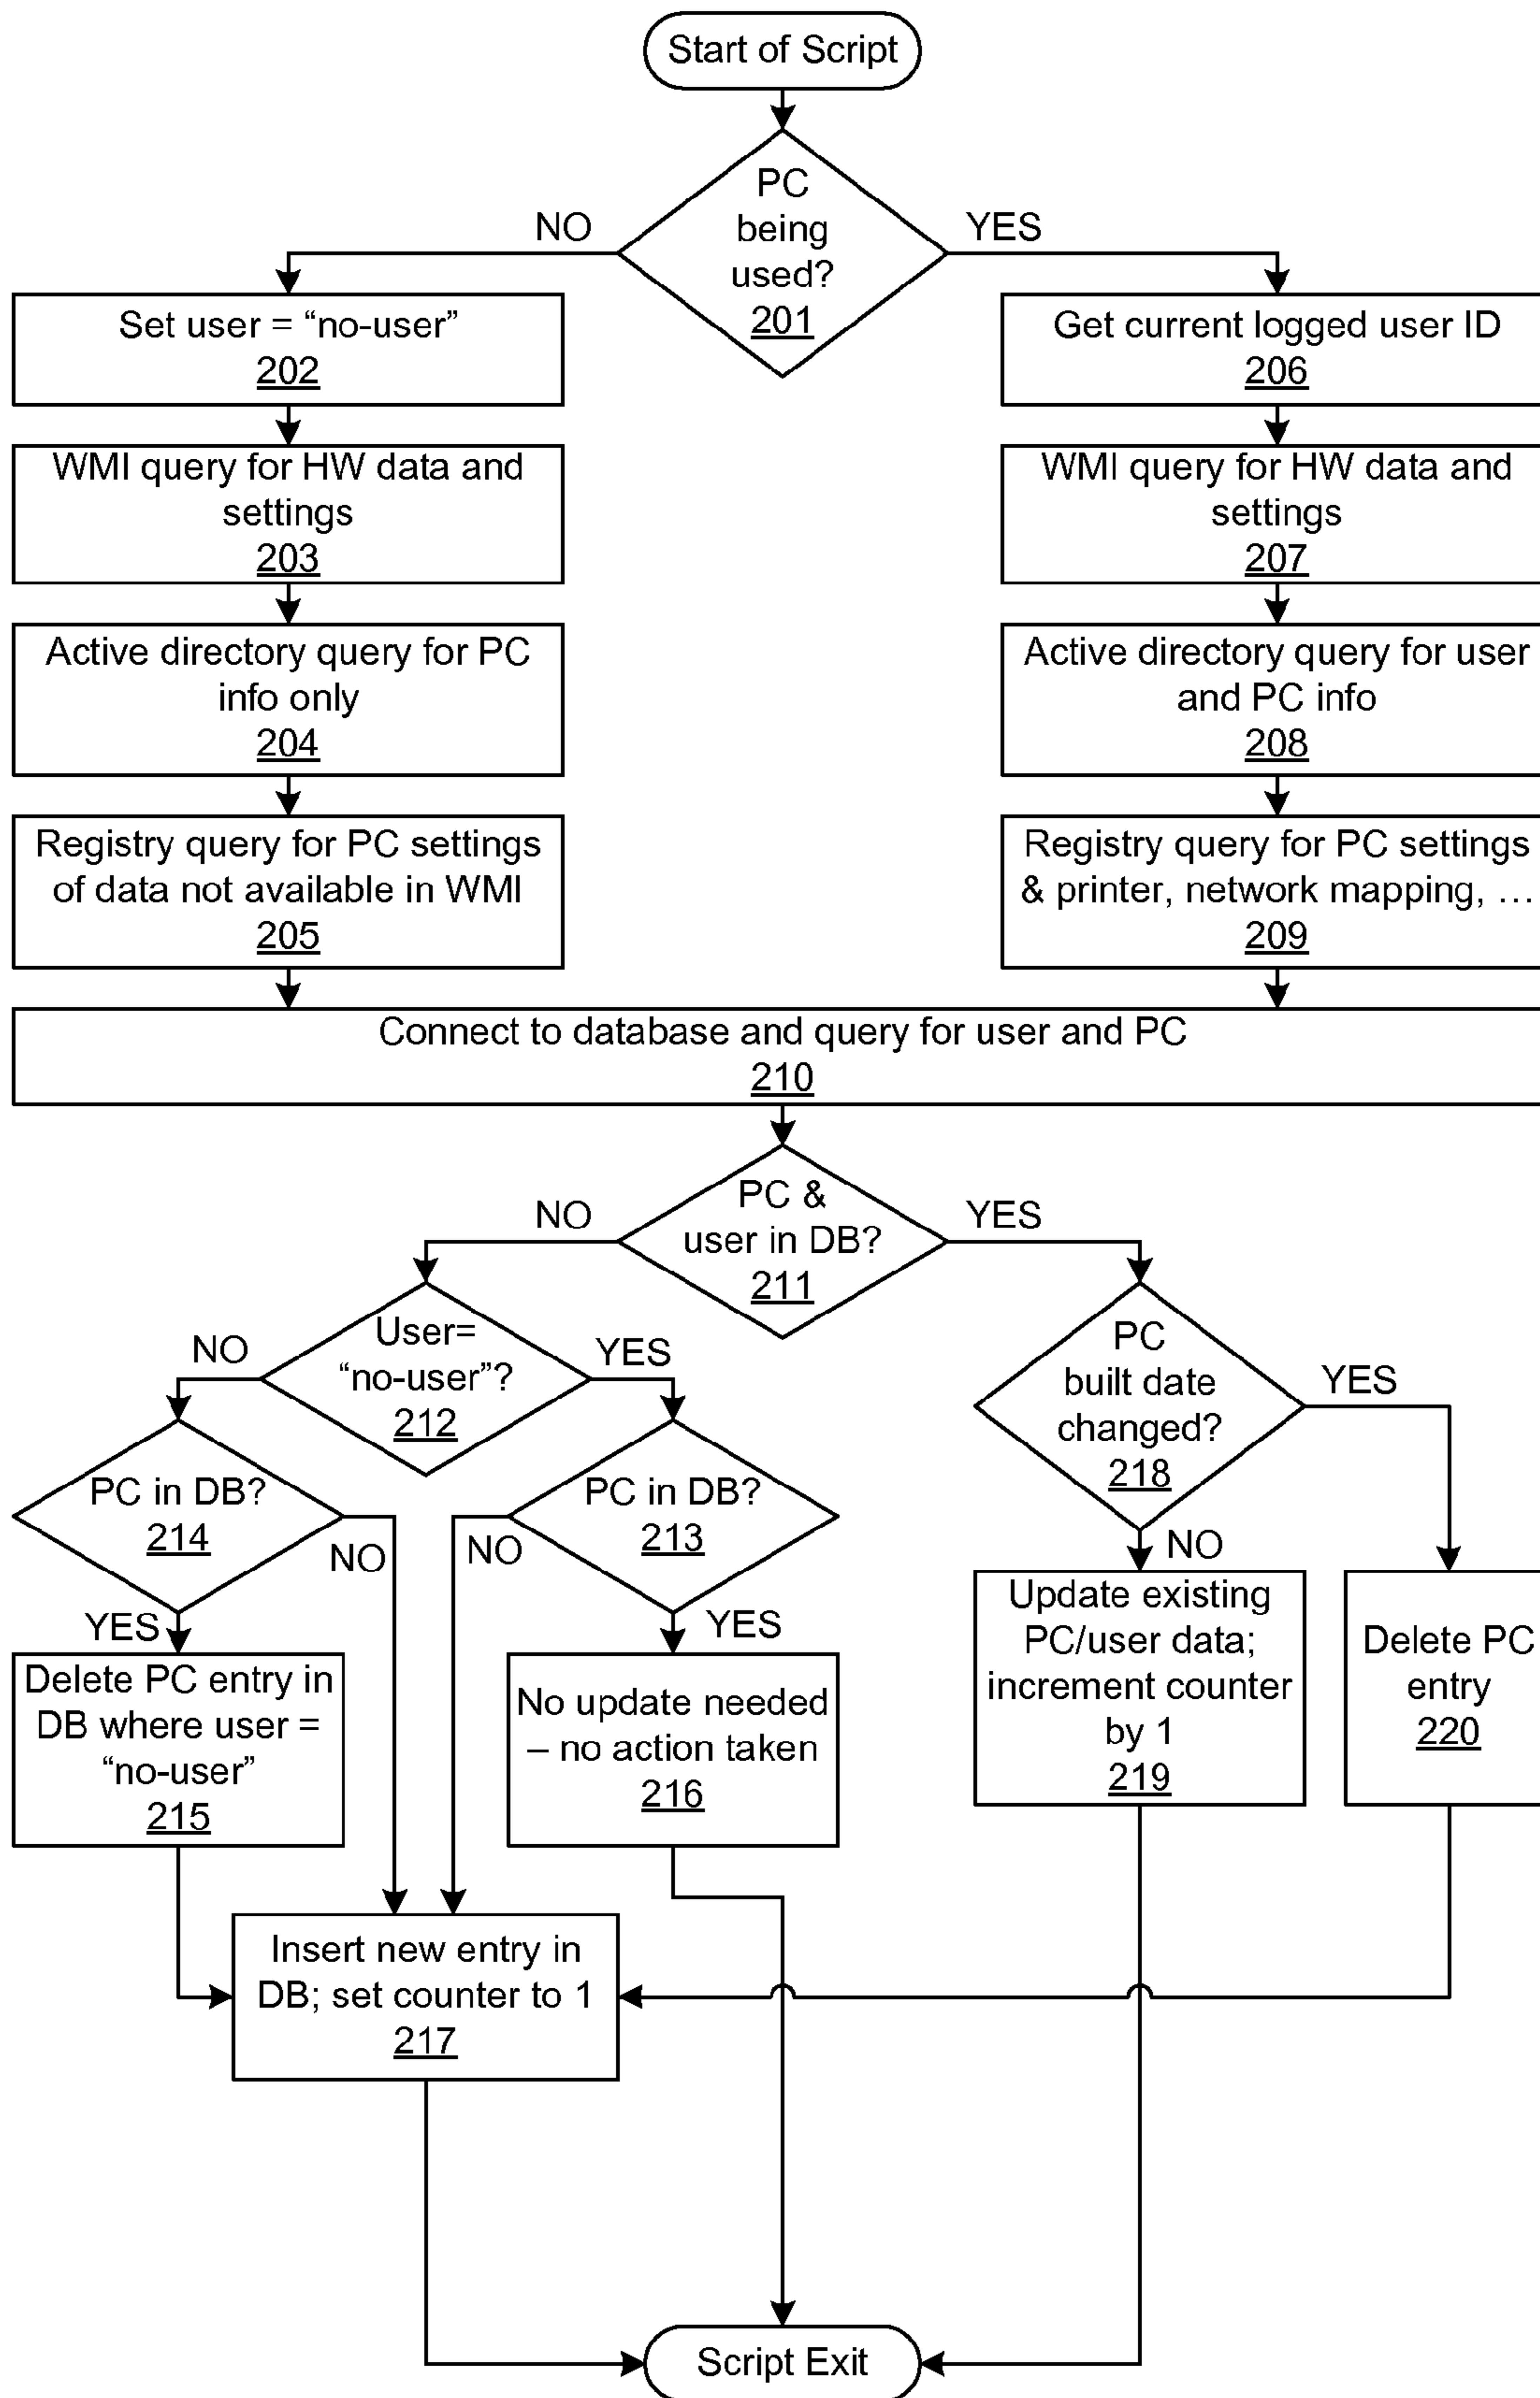 Start of Script
PC
being
used?
201
NO
YES
Set user = “no-user”
202
Get current logged user ID
206
WMI query for HW data and
settings
203
WMI query for HW data and
settings
207
Active directory query for PC
info only
204
Active directory query for user
and PC info
208
Registry query for PC settings
of data not available in WMI
205
Registry query for PC settings
& printer, network mapping, …
209
Connect to database and query for user and PC
210
PC &
user in DB?
211
NO
YES
User=
“no-user”?
212
NO
YES
PC
built date
changed?
218
YES
NO
PC in DB?
214
NO
YES
PC in DB?
213
NO
YES
Delete PC entry in
DB where user =
“no-user”
215
No update needed
– no action taken
216
Update existing
PC/user data;
increment counter
by 1
219
Delete PC
entry
220
Insert new entry in
DB; set counter to 1
217
Script Exit